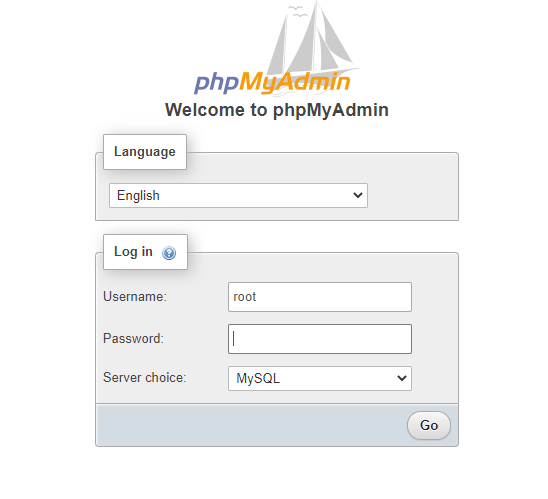 phpMyAdmin
Welcome to phpMyAdmin
Language
English
Log in
Username: root
Password:
Server choice: MySQL
Go